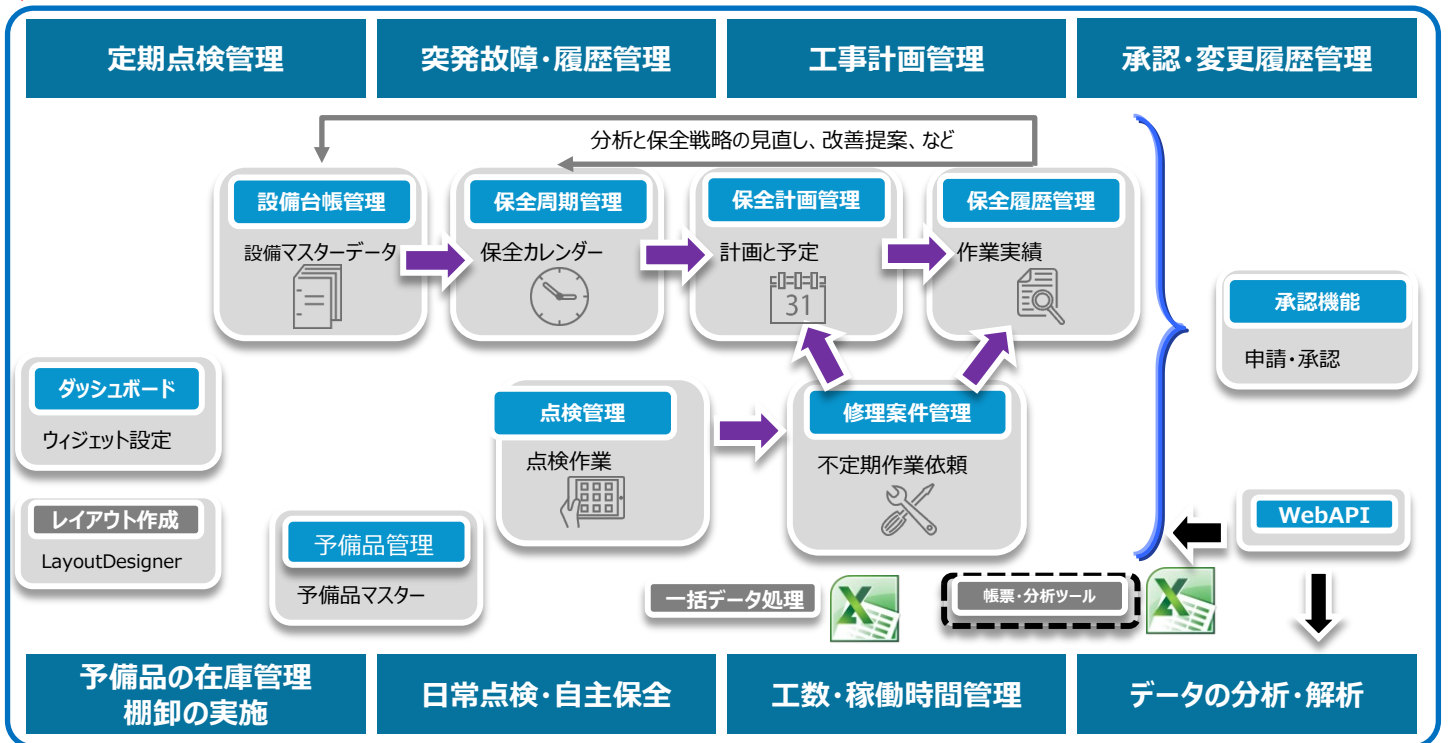 定期点検管理
突発故障・履歴管理
工事計画管理
承認・変更履歴管理
分析と保全戦略の見直し、改善提案、など
設備台帳管理
設備マスターデータ
保全周期管理
保全カレンダー
保全計画管理
計画と予定
31
保全履歴管理
作業実績
承認機能
申請・承認
ダッシュボード
ウィジェット設定
点検管理
点検作業
修理案件管理
不定期作業依頼
レイアウト作成
LayoutDesigner
予備品管理
予備品マスター
WebAPI
一括データ処理
帳票・分析ツール
予備品の在庫管理
棚卸の実施
日常点検・自主保全
工数・稼働時間管理
データの分析・解析